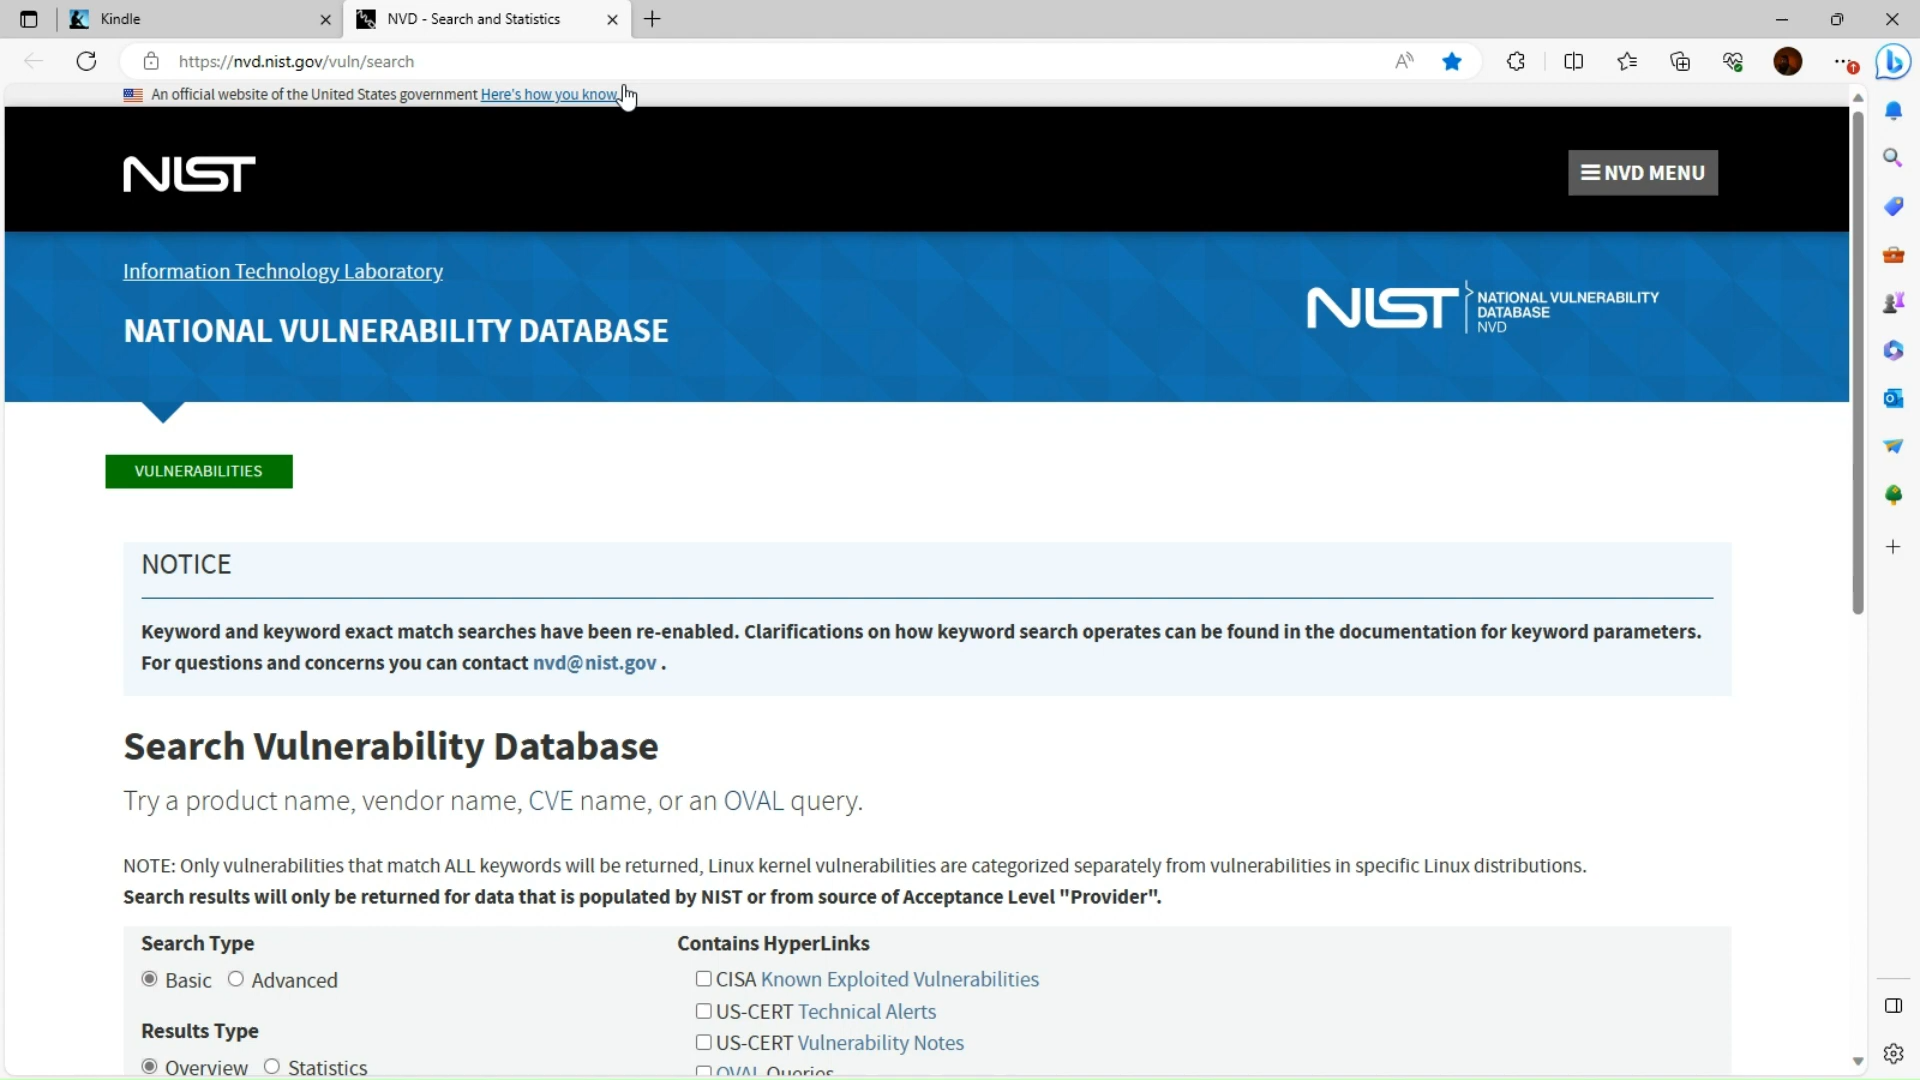 Kindle
NVD - Search and Statistics
https://nvd.nist.gov/vuln/search
An official website of the United States government Here's how you know
NIST
NVD MENU
Information Technology Laboratory
NATIONAL VULNERABILITY DATABASE
NIST
NATIONAL VULNERABILITY
DATABASE
NVD
VULNERABILITIES
NOTICE
Keyword and keyword exact match searches have been re-enabled. Clarifications on how keyword search operates can be found in the documentation for keyword parameters.
For questions and concerns you can contact nvd@nist.gov .
Search Vulnerability Database
Try a product name, vendor name, CVE name, or an OVAL query.
NOTE: Only vulnerabilities that match ALL keywords will be returned, Linux kernel vulnerabilities are categorized separately from vulnerabilities in specific Linux distributions.
Search results will only be returned for data that is populated by NIST or from source of Acceptance Level "Provider".
Search Type
Basic Advanced
Results Type
Overview Statistics
Contains HyperLinks
CISA Known Exploited Vulnerabilities
US-CERT Technical Alerts
US-CERT Vulnerability Notes
OVAL Queries